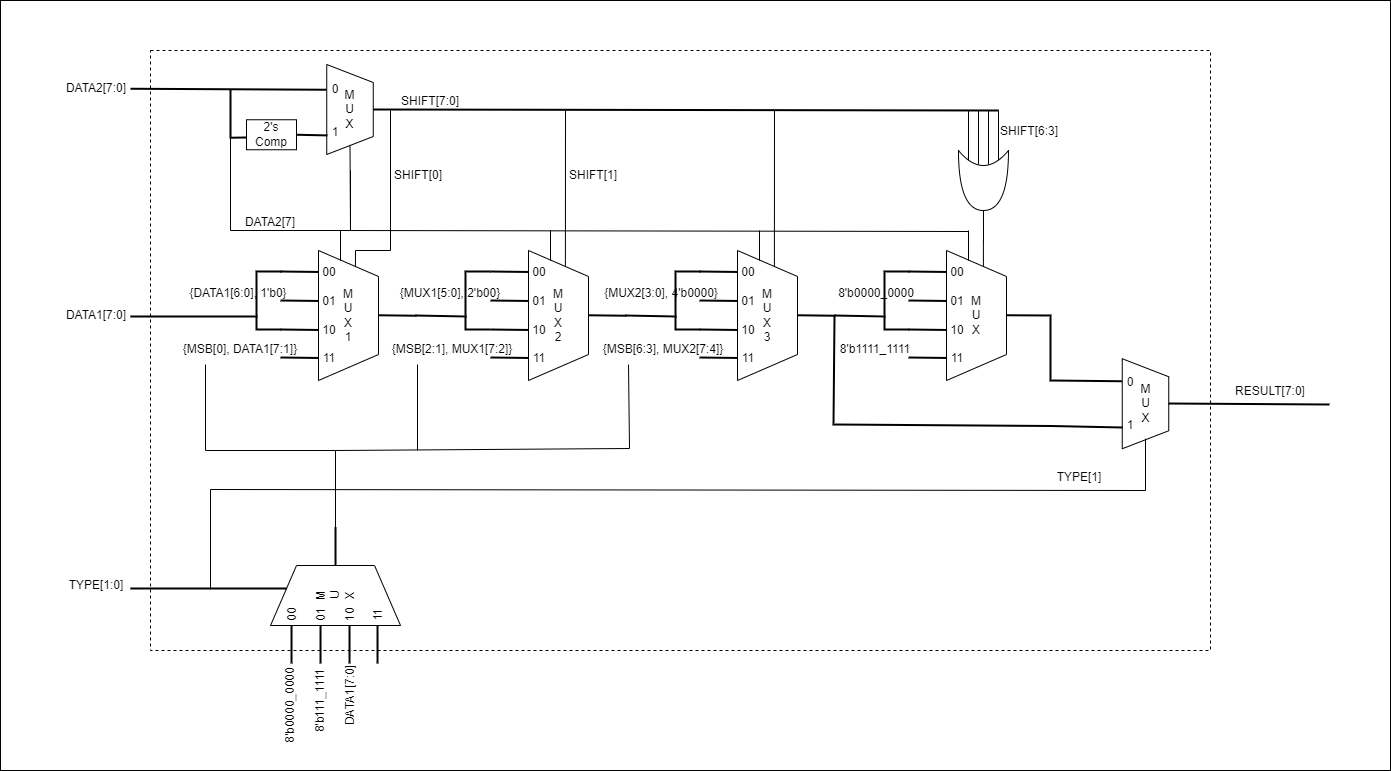 DATA2[7:0]
0
M
U
X
1
2's
Comp
SHIFT[7:0]
SHIFT[6:3]
SHIFT[0]
SHIFT[1]
DATA2[7]
DATA1[7:0]
{DATA1[6:0], 1'b0}
{MSB[0], DATA1[7:1]}
00
01
10
11
M
U
X
1
{MUX1[5:0], 2'b00}
{MSB[2:1], MUX1[7:2]}
00
01
10
11
M
U
X
2
{MUX2[3:0], 4'b0000}
{MSB[6:3], MUX2[7:4]}
00
01
10
11
M
U
X
3
8'b0000_0000
8'b1111_1111
00
01
10
11
M
U
X
0
1
M
U
X
RESULT[7:0]
TYPE[1]
TYPE[1:0]
M
U
X
00
01
10
11
8'b0000_0000
8'b111_1111
DATA1[7:0]